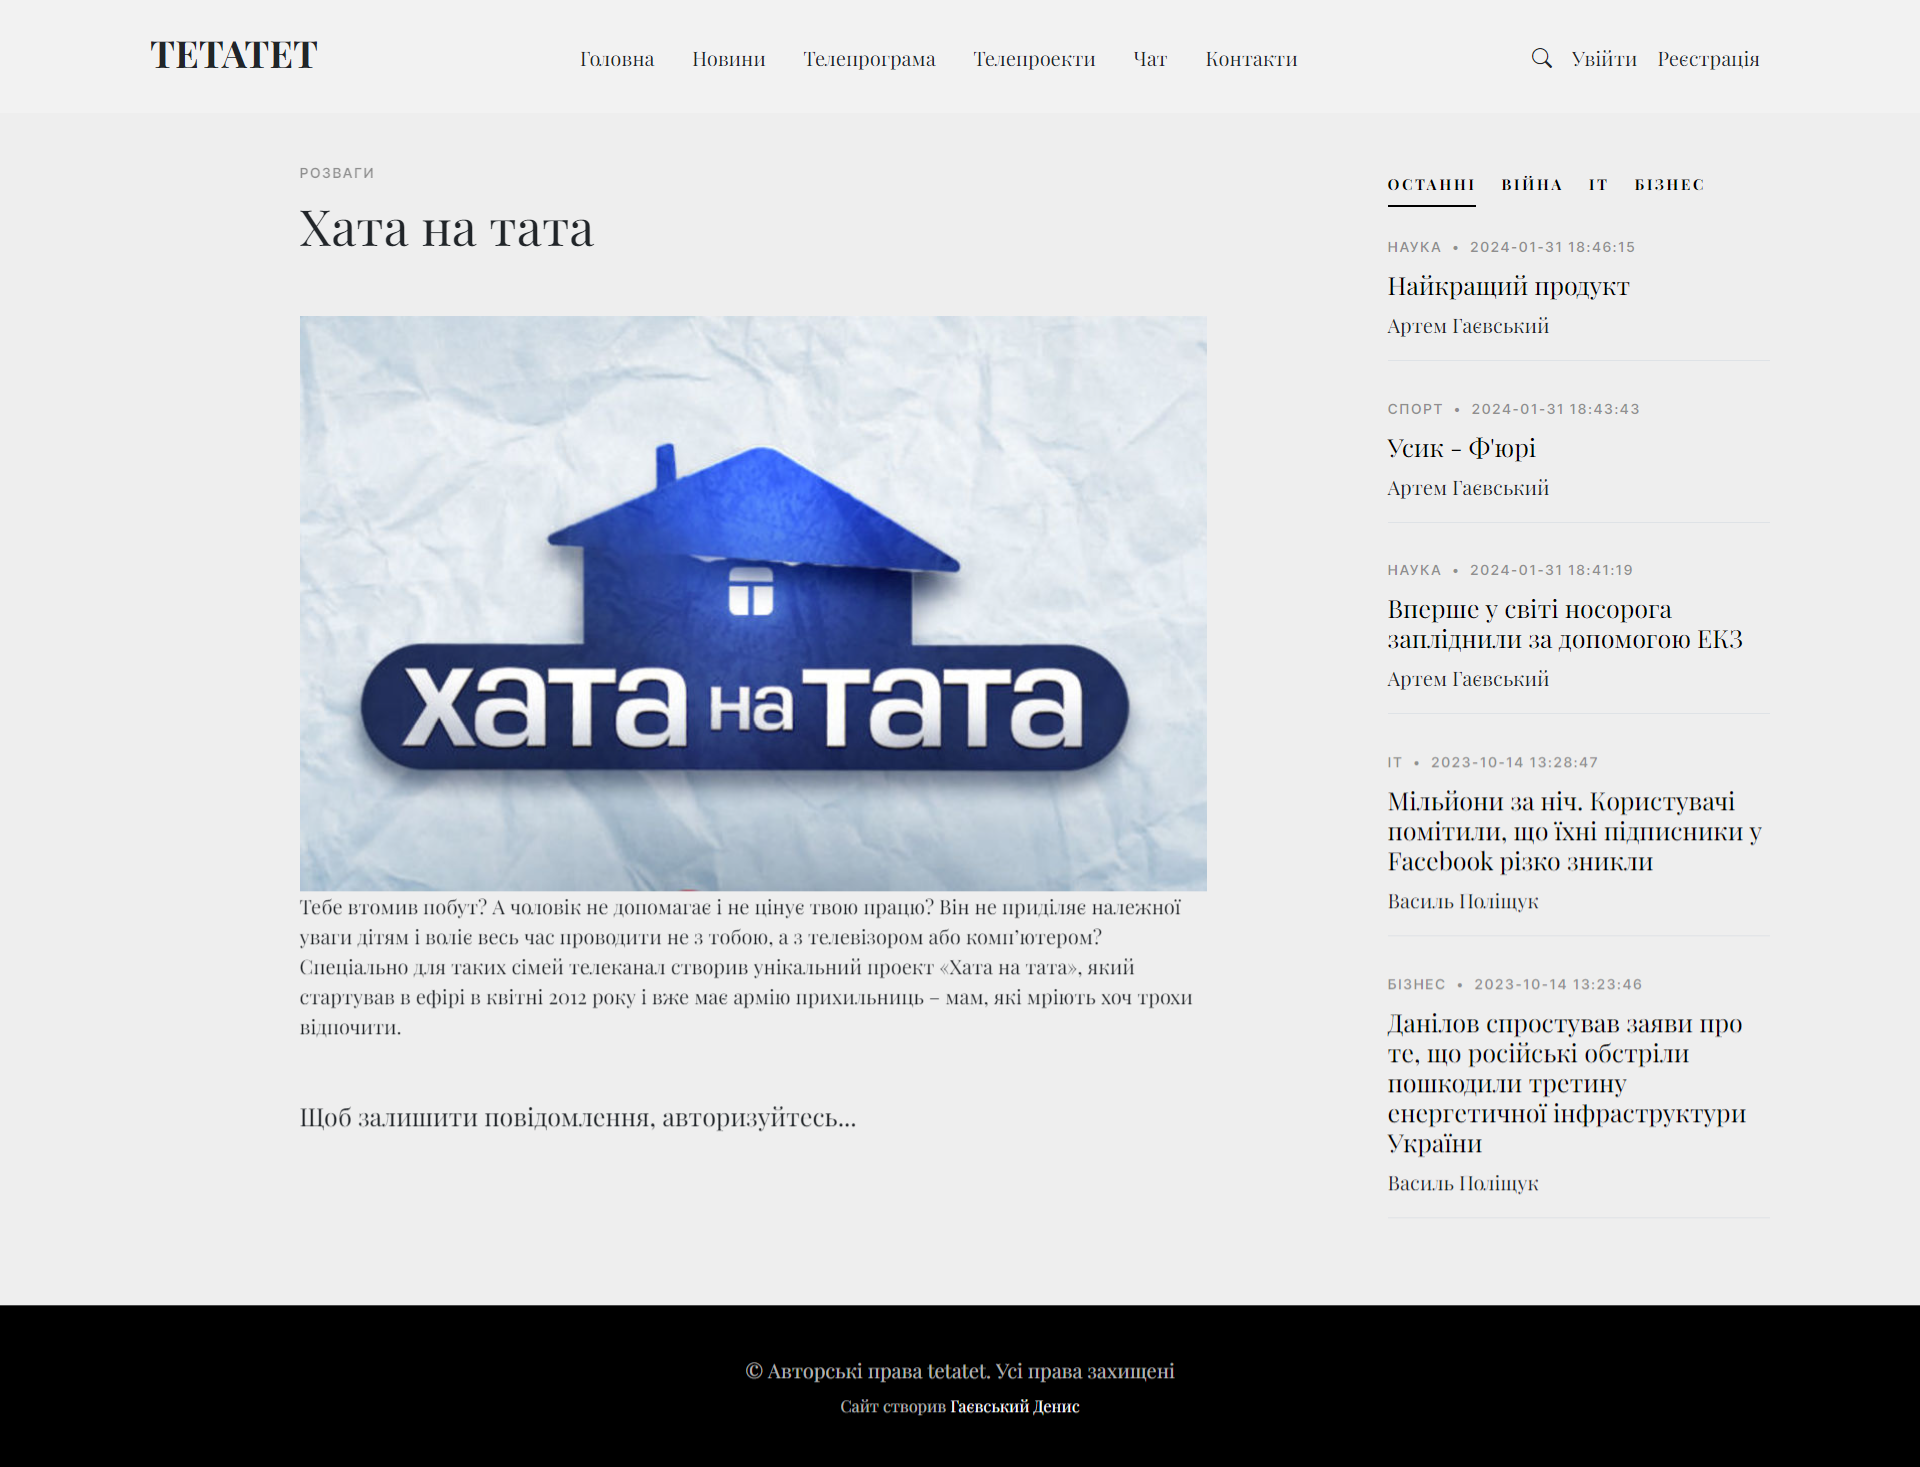 TETATET
Головна
Новини
Телепрограма
Телепроекти
Чат
Контакти
Увійти
Реєстрація
РОЗВАГИ
Хата на тата
ХАТА НА ТАТА
Тебе втомив побут? А чоловік не допомагає і не цінує твою працю? Він не приділяє належної
уваги дітям і воліє весь час проводити не з тобою, а з телевізором або комп’ютером?
Спеціально для таких сімей телеканал створив унікальний проект «Хата на тата», який
стартував в ефірі в квітні 2012 року і вже має армію прихильниць – мам, які мріють хоч трохи
відпочити.
Щоб залишити повідомлення, авторизуйтесь...
ОСТАННІ
ВІЙНА
ІТ
БІЗНЕС
НАУКА • 2024-01-31 18:46:15
Найкращий продукт
Артем Гаєвський
СПОРТ • 2024-01-31 18:43:43
Усик - Ф'юрі
Артем Гаєвський
НАУКА • 2024-01-31 18:41:19
Вперше у світі носорога
запліднили за допомогою ЕКЗ
Артем Гаєвський
ІТ • 2023-10-14 13:28:47
Мільйони за ніч. Користувачі
помітили, що їхні підписники у
Facebook різко зникли
Василь Поліщук
БІЗНЕС • 2023-10-14 13:23:46
Данілов спростував заяви про
те, що російські обстріли
пошкодили третину
енергетичної інфраструктури
України
Василь Поліщук
© Авторські права tetatet. Усі права захищені
Сайт створив Гаєвський Денис